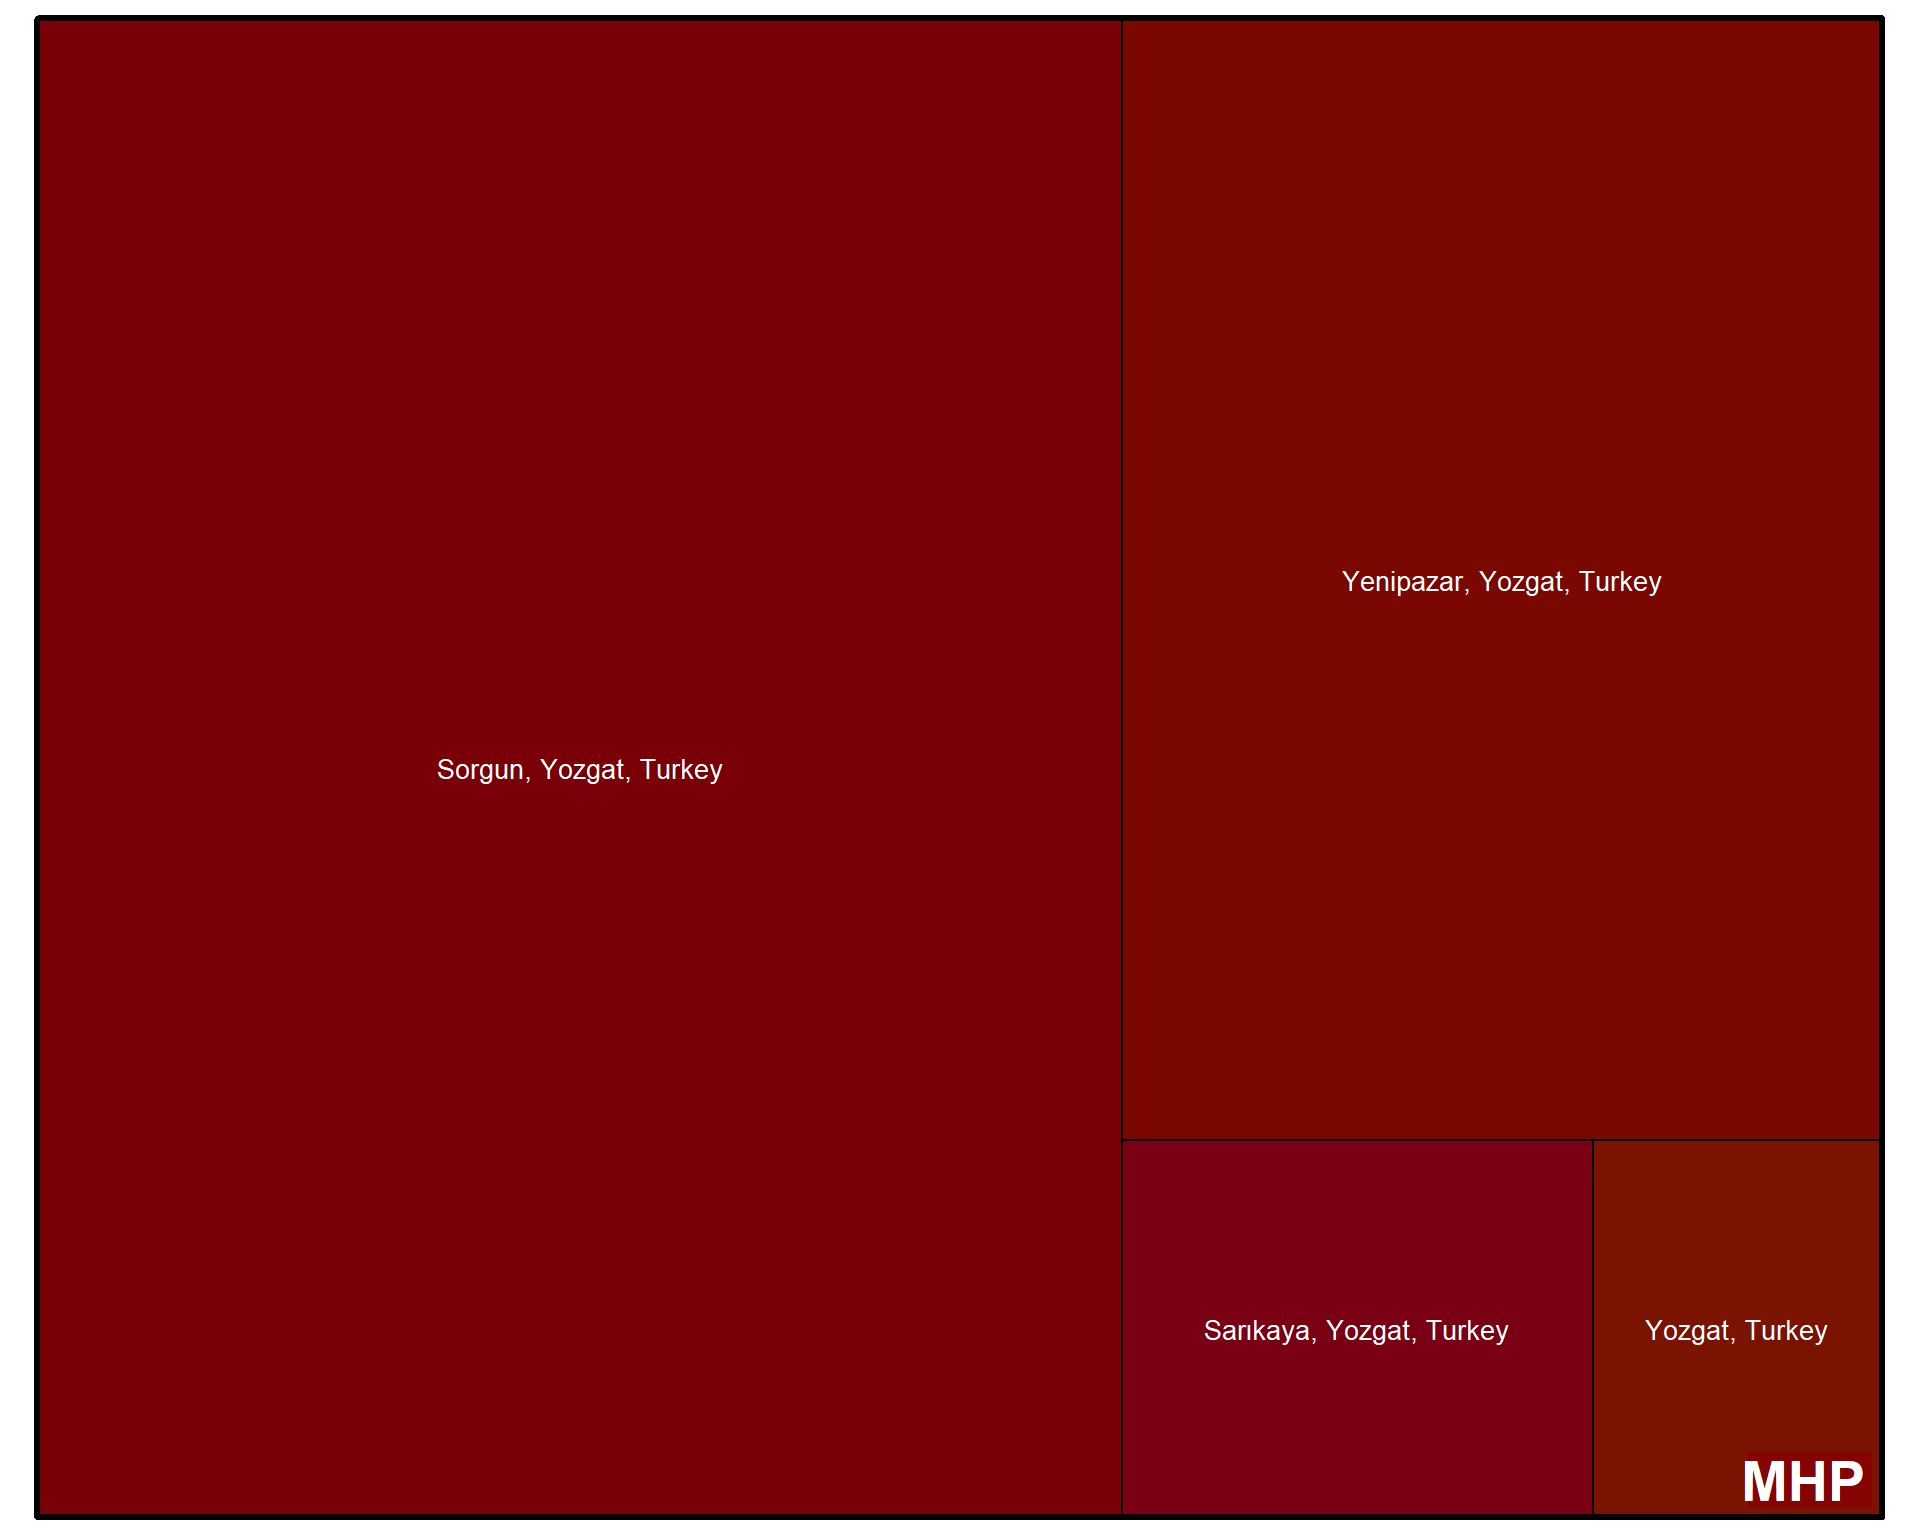 Yenipazar, Yozgat, Turkey
Sorgun, Yozgat, Turkey
Sarıkaya, Yozgat, Turkey
Yozgat, Turkey
MHP